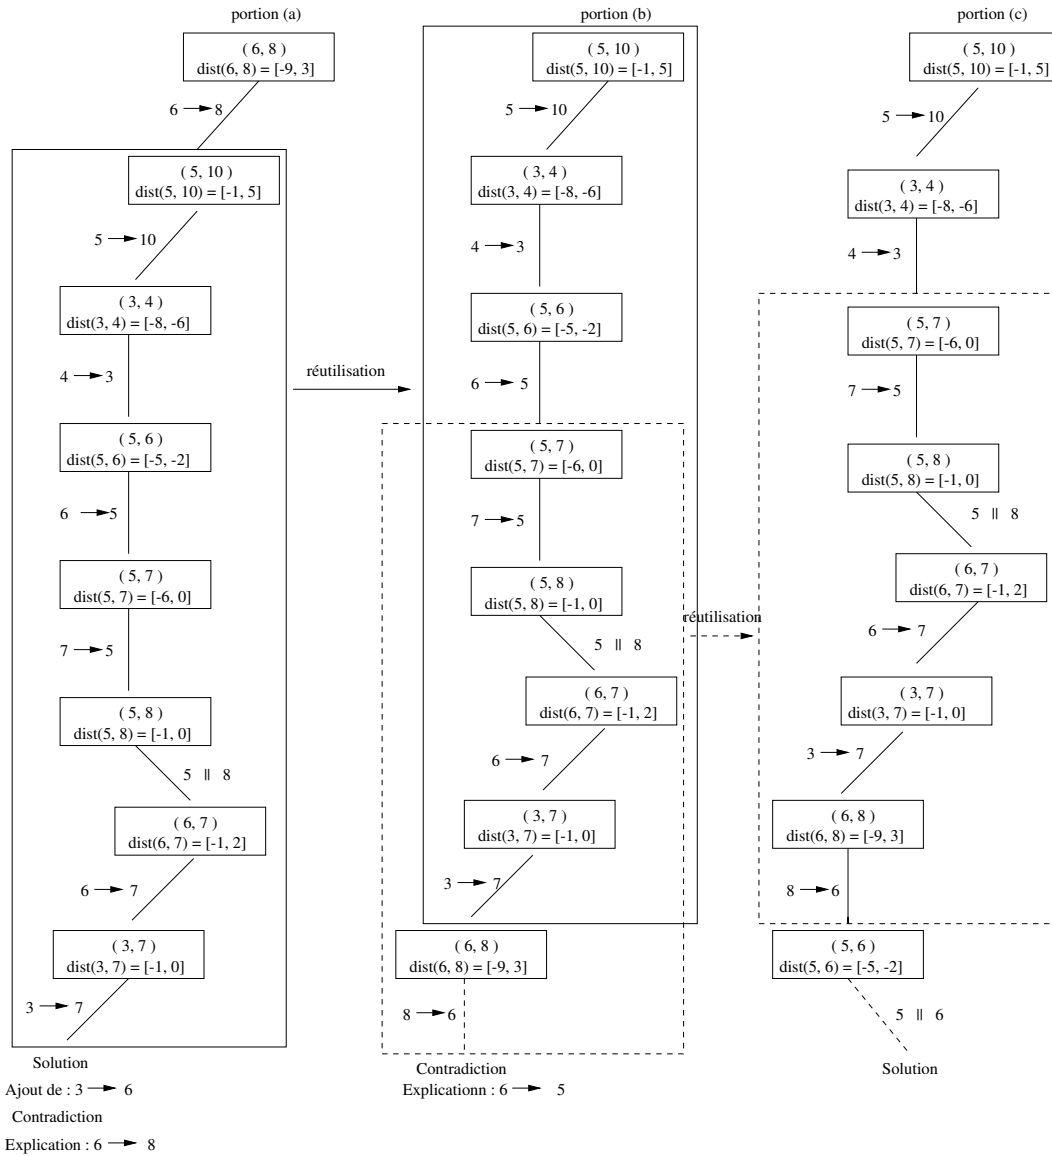 portion (a)
( 6, 8 )
dist(6, 8) = [-9, 3]
6 → 8
( 5, 10 )
dist(5, 10) = [-1, 5]
5 → 10
( 3, 4 )
dist(3, 4) = [-8, -6]
4 → 3
( 5, 6 )
dist(5, 6) = [-5, -2]
6 → 5
( 5, 7 )
dist(5, 7) = [-6, 0]
7 → 5
( 5, 8 )
dist(5, 8) = [-1, 0]
5 || 8
( 6, 7 )
dist(6, 7) = [-1, 2]
6 → 7
( 3, 7 )
dist(3, 7) = [-1, 0]
3 → 7
Solution
Ajout de : 3 → 6
Contradiction
Explication : 6 → 8
réutilisation
portion (b)
( 5, 10 )
dist(5, 10) = [-1, 5]
5 → 10
( 3, 4 )
dist(3, 4) = [-8, -6]
4 → 3
( 5, 6 )
dist(5, 6) = [-5, -2]
6 → 5
( 5, 7 )
dist(5, 7) = [-6, 0]
7 → 5
( 5, 8 )
dist(5, 8) = [-1, 0]
5 || 8
( 6, 7 )
dist(6, 7) = [-1, 2]
6 → 7
( 3, 7 )
dist(3, 7) = [-1, 0]
3 → 7
( 6, 8 )
dist(6, 8) = [-9, 3]
8 → 6
Contradiction
Explicationn : 6 → 5
réutilisation
portion (c)
( 5, 10 )
dist(5, 10) = [-1, 5]
5 → 10
( 3, 4 )
dist(3, 4) = [-8, -6]
4 → 3
( 5, 7 )
dist(5, 7) = [-6, 0]
7 → 5
( 5, 8 )
dist(5, 8) = [-1, 0]
5 || 8
( 6, 7 )
dist(6, 7) = [-1, 2]
6 → 7
( 3, 7 )
dist(3, 7) = [-1, 0]
3 → 7
( 6, 8 )
dist(6, 8) = [-9, 3]
8 → 6
( 5, 6 )
dist(5, 6) = [-5, -2]
5 || 6
Solution